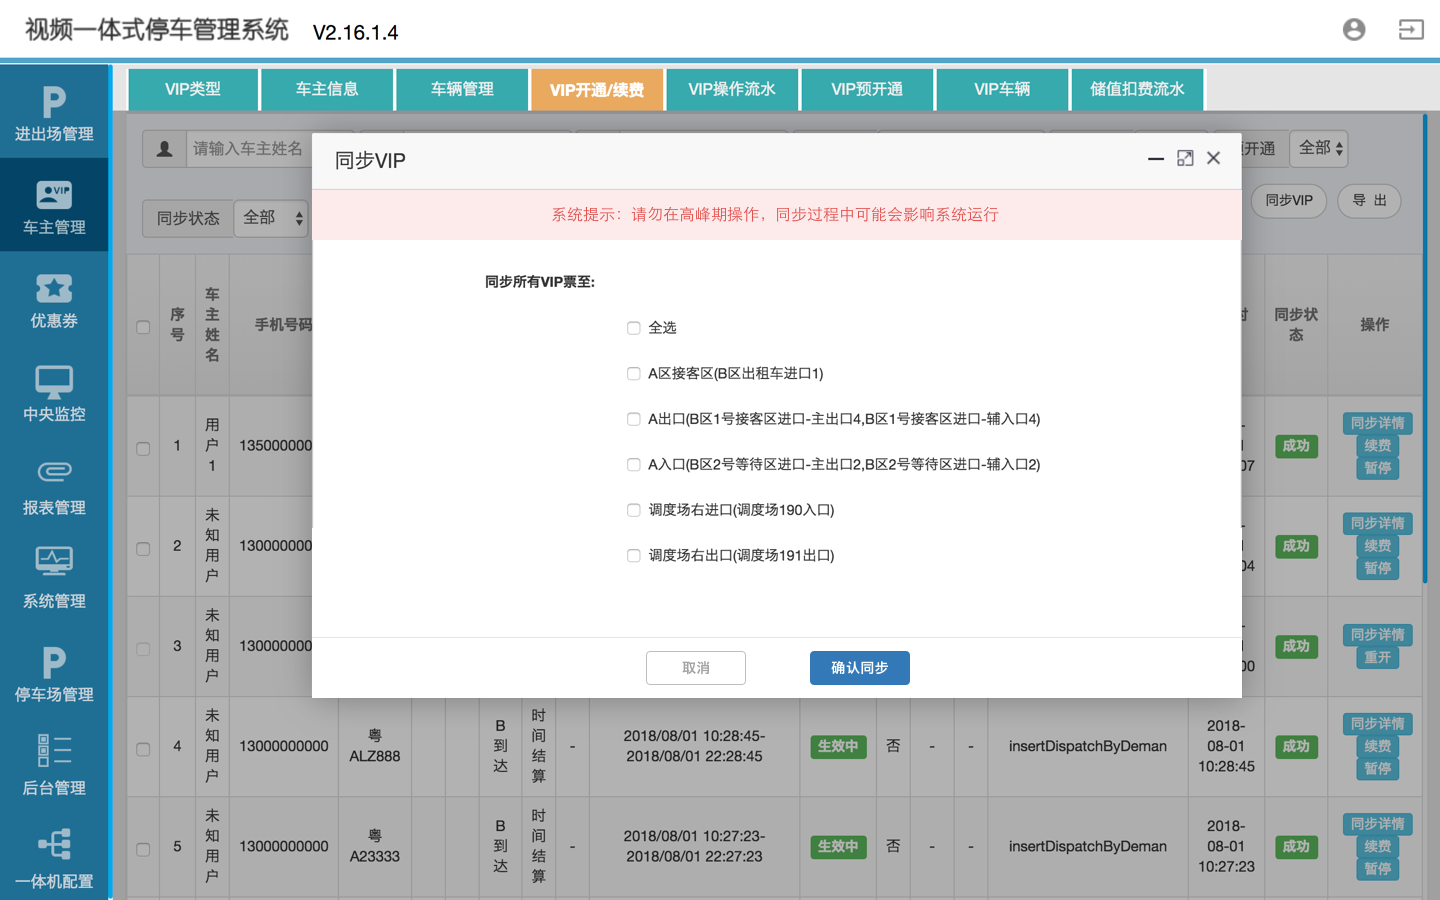 视频一体式停车管理系统 V2.16.1.4
VIP类型 车主信息 车辆管理 VIP开通/续费 VIP操作流水 VIP预开通 VIP车辆 储值扣费流水
进出场管理
车主管理
优惠券
中央监控
报表管理
系统管理
停车场管理
后台管理
一体机配置
请输入车主姓名
开通 全部
同步状态 全部
同步VIP 导 出
同步VIP
系统提示：请勿在高峰期操作，同步过程中可能会影响系统运行
同步所有VIP票至:
全选
A区接客区(B区出租车进口1)
A出口(B区1号接客区进口-主出口4,B区1号接客区进口-辅入口4)
A入口(B区2号等待区进口-主出口2,B区2号等待区进口-辅入口2)
调度场右进口(调度场190入口)
调度场右出口(调度场191出口)
取消 确认同步
序号 车主姓名 手机号码 同步状态 操作
1 用户1 135000000 07 成功 同步详情 续费 暂停
2 未知用户 130000000 04 成功 同步详情 续费 暂停
3 未知用户 130000000 00 成功 同步详情 重开
4 未知用户 13000000000 粤ALZ888 B到达 时间结算 - 2018/08/01 10:28:45-2018/08/01 22:28:45 生效中 否 - - insertDispatchByDeman 2018-08-01 10:28:45 成功 同步详情 续费 暂停
5 未知用户 13000000000 粤A23333 B到达 时间结算 - 2018/08/01 10:27:23-2018/08/01 22:27:23 生效中 否 - - insertDispatchByDeman 2018-08-01 10:27:23 成功 同步详情 续费 暂停